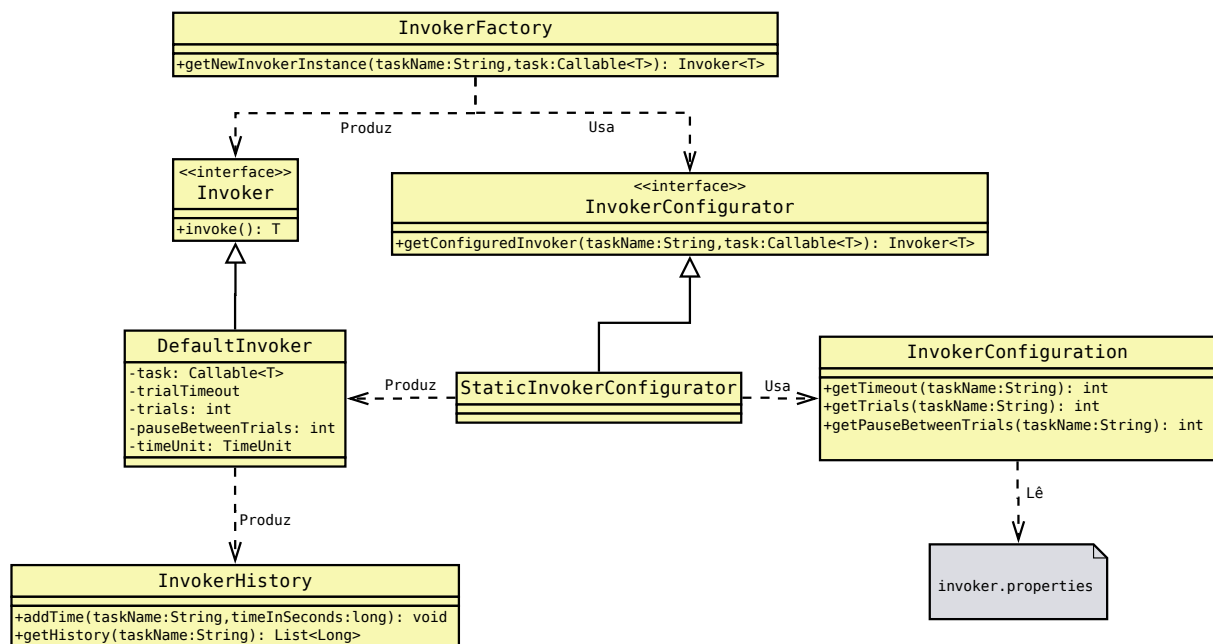 InvokerFactory
+getNewInvokerInstance(taskName:String,task:Callable<T>): Invoker<T>
Produz
Usa
<<interface>>
Invoker
+invoke(): T
<<interface>>
InvokerConfigurator
+getConfiguredInvoker(taskName:String,task:Callable<T>): Invoker<T>
DefaultInvoker
-task: Callable<T>
-trialTimeout
-trials: int
-pauseBetweenTrials: int
-timeUnit: TimeUnit
Produz
StaticInvokerConfigurator
Usa
InvokerConfiguration
+getTimeout(taskName:String): int
+getTrials(taskName:String): int
+getPauseBetweenTrials(taskName:String): int
Produz
Lê
InvokerHistory
+addTime(taskName:String,timeInSeconds:long): void
+getHistory(taskName:String): List<Long>
invoker.properties